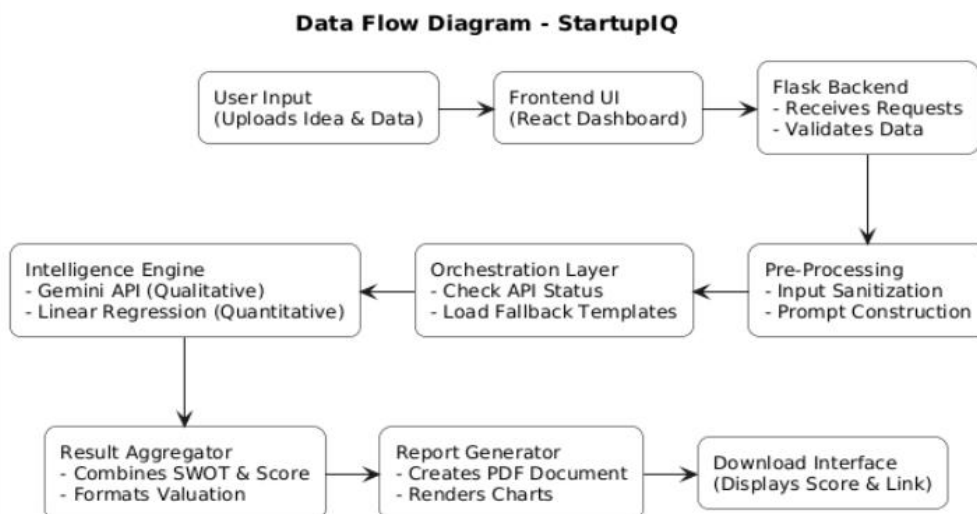 Data Flow Diagram - StartupIQ
User Input
(Uploads Idea & Data)
Frontend UI
(React Dashboard)
Flask Backend
- Receives Requests
- Validates Data
Pre-Processing
- Input Sanitization
- Prompt Construction
Orchestration Layer
- Check API Status
- Load Fallback Templates
Intelligence Engine
- Gemini API (Qualitative)
- Linear Regression (Quantitative)
Result Aggregator
- Combines SWOT & Score
- Formats Valuation
Report Generator
- Creates PDF Document
- Renders Charts
Download Interface
(Displays Score & Link)